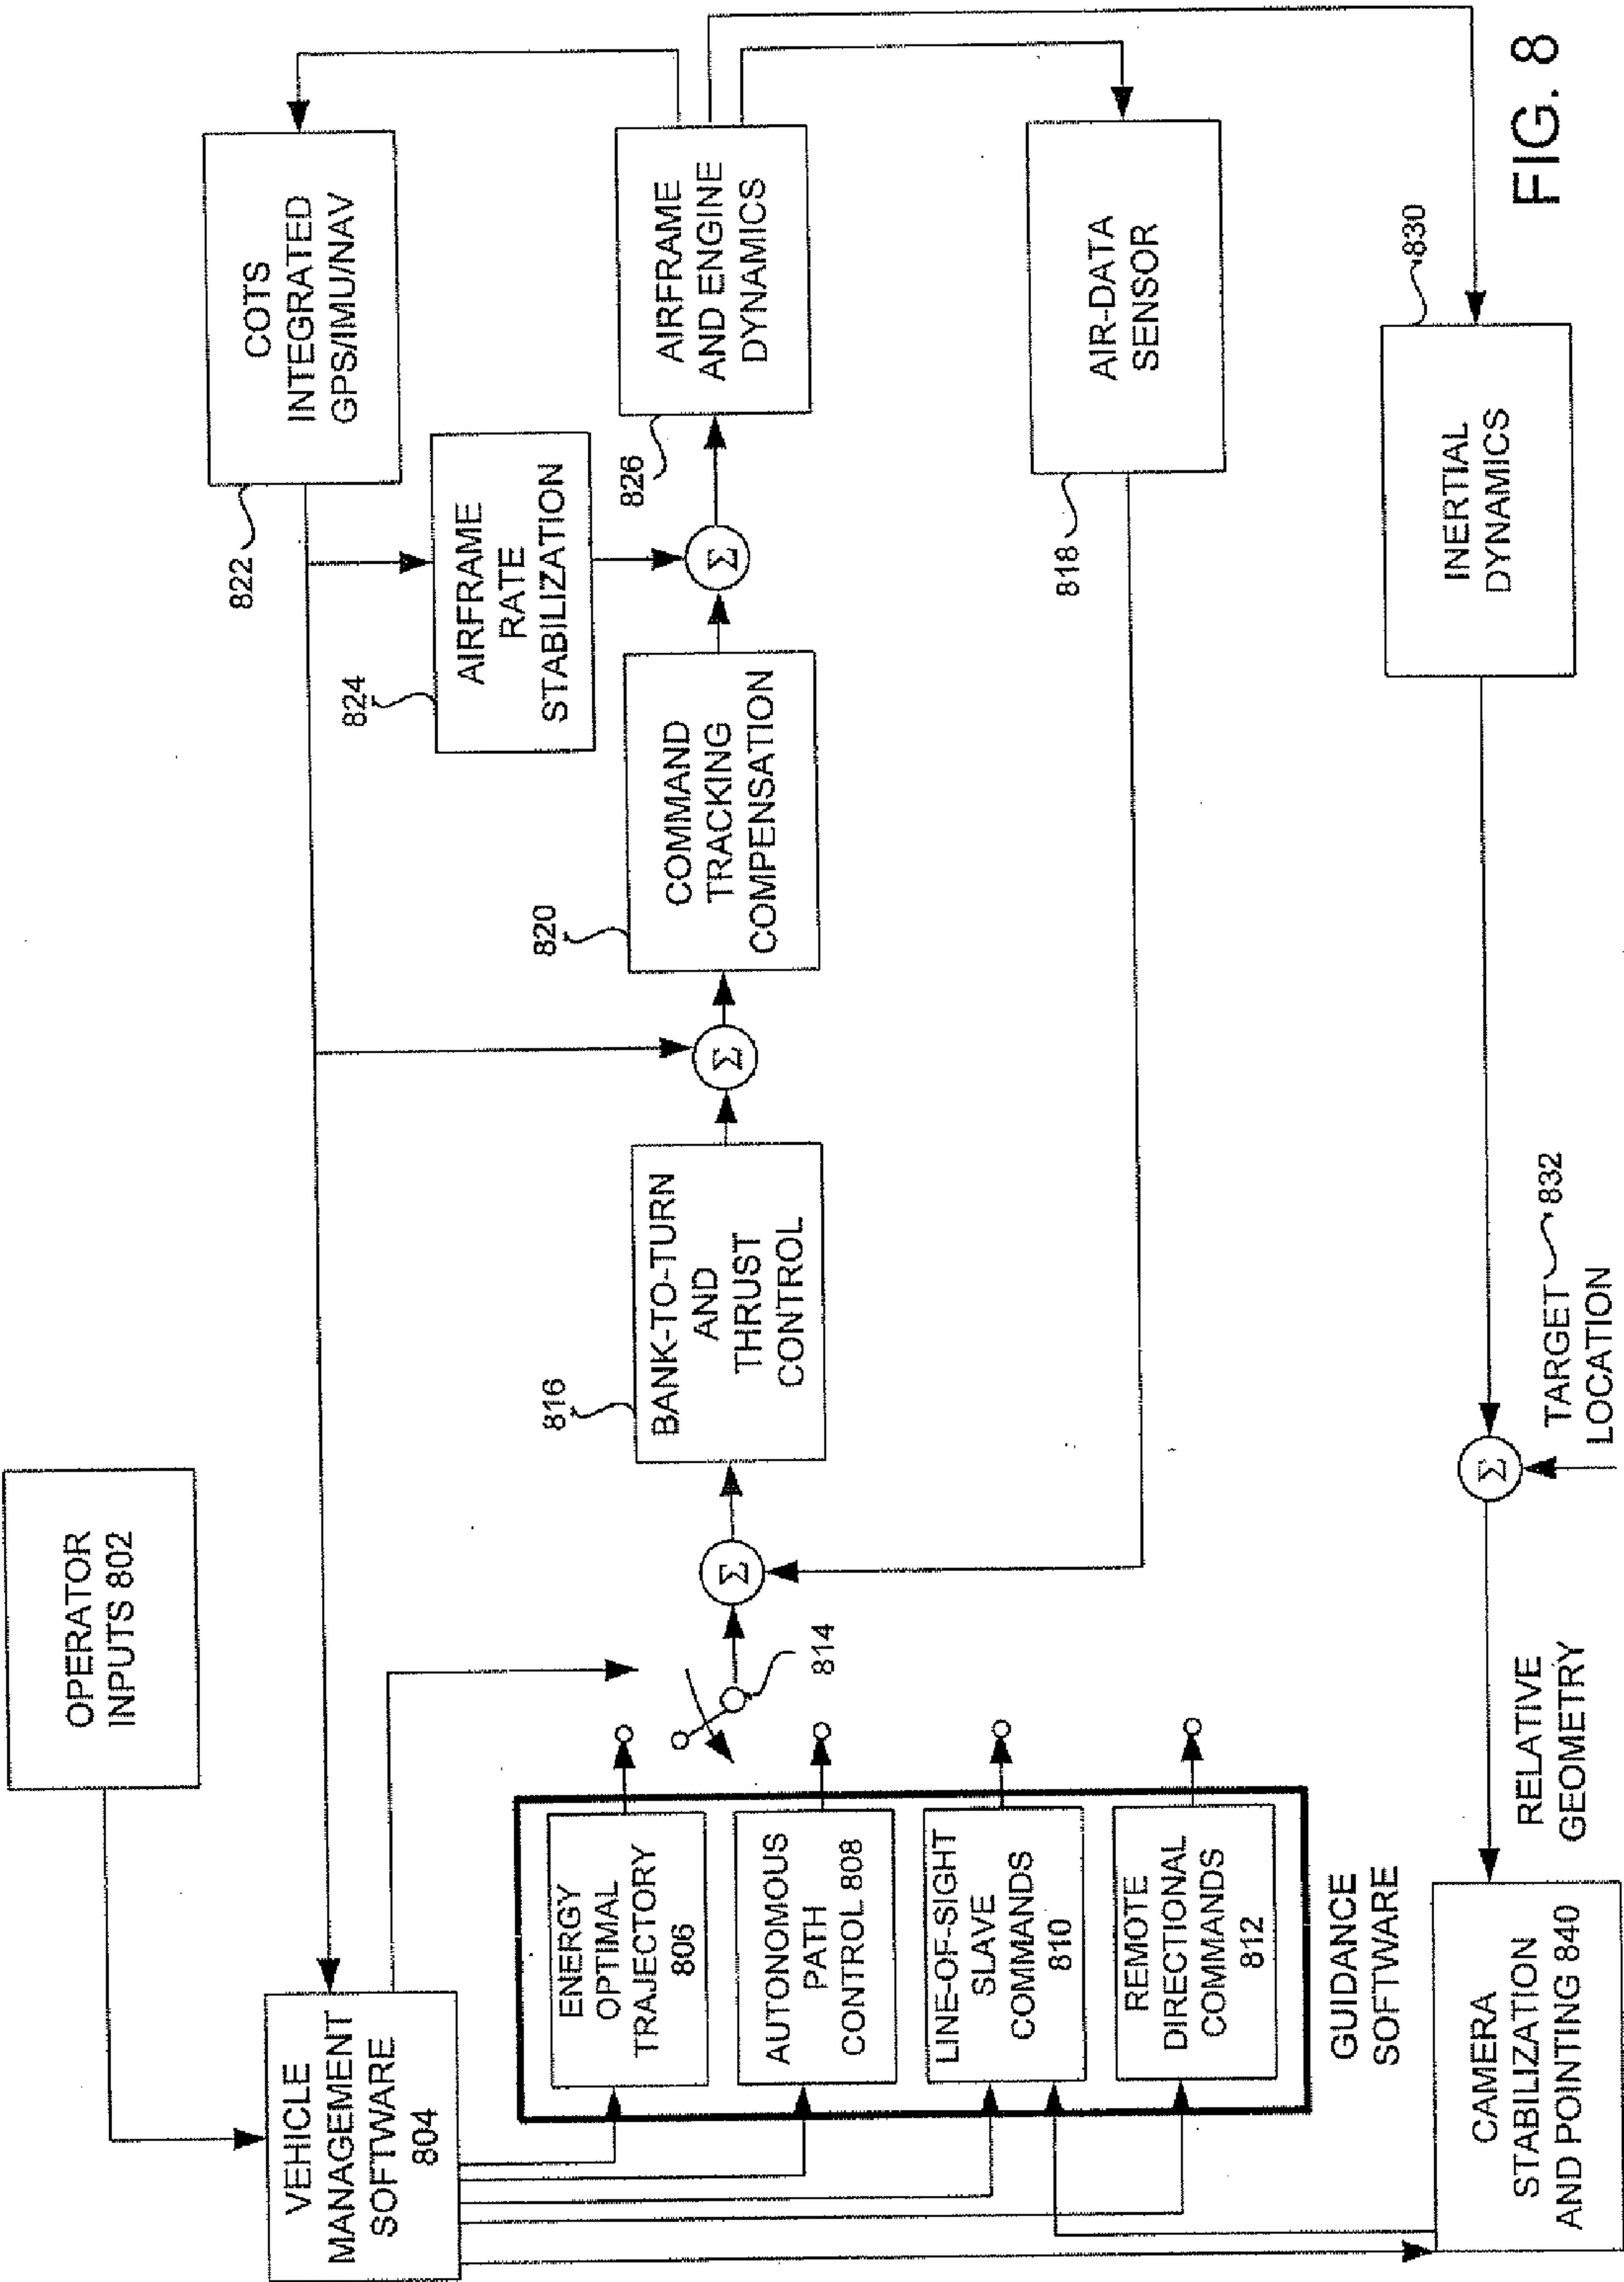 OPERATOR
INPUTS 802
VEHICLE
MANAGEMENT
SOFTWARE
804
COTS
INTEGRATED
GPS/IMU/NAV
822
AIRFRAME
RATE
STABILIZATION
824
ENERGY
OPTIMAL
TRAJECTORY
806
AUTONOMOUS
PATH
CONTROL 808
LINE-OF-SIGHT
SLAVE
COMMANDS
810
REMOTE
DIRECTIONAL
COMMANDS
812
GUIDANCE
SOFTWARE
814
Σ
816
BANK-TO-TURN
AND
THRUST
CONTROL
Σ
820
COMMAND
TRACKING
COMPENSATION
Σ
826
AIRFRAME
AND ENGINE
DYNAMICS
818
AIR-DATA
SENSOR
CAMERA
STABILIZATION
AND POINTING 840
RELATIVE
GEOMETRY
Σ
TARGET 832
LOCATION
INERTIAL
DYNAMICS
830
FIG. 8